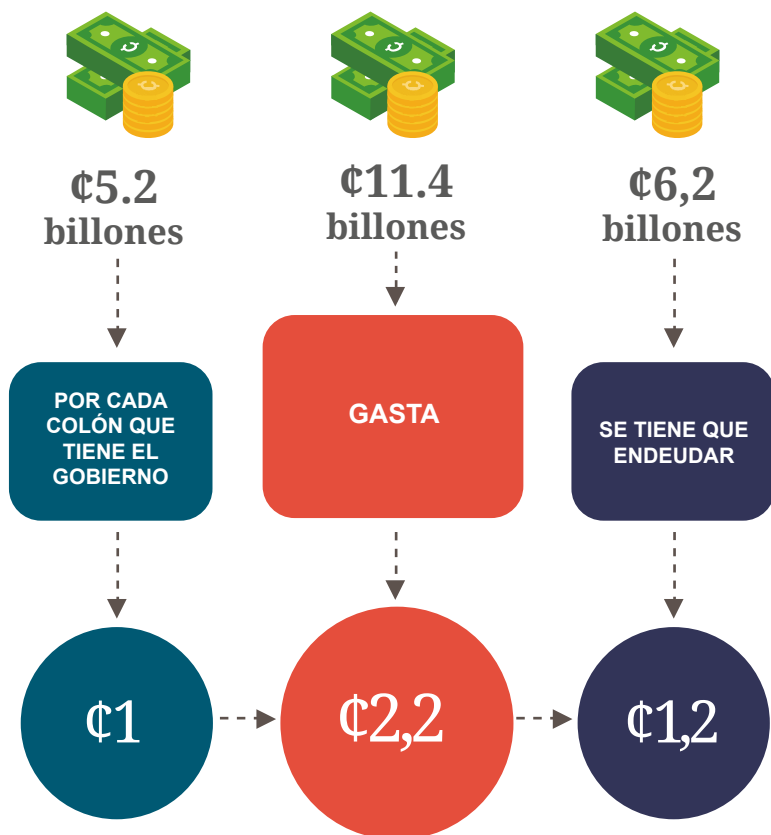 ₡5.2
billones
₡11.4
billones
₡6,2
billones
POR CADA
COLÓN QUE
TIENE EL
GOBIERNO
GASTA
SE TIENE QUE
ENDEUDAR
₡1
₡2,2
₡1,2